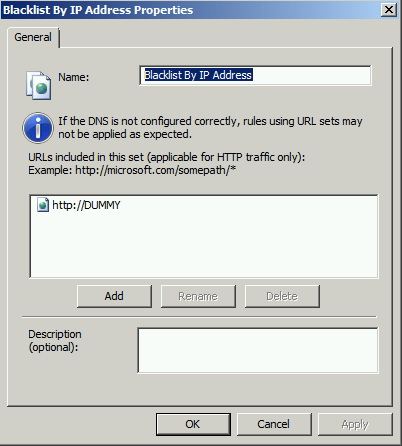 Blacklist By IP Address Properties
General
Name:
Blacklist By IP Address
If the DNS is not configured correctly, rules using URL sets may
not be applied as expected.
URLs included in this set (applicable for HTTP traffic only):
Example: http://microsoft.com/somepath/*
http://DUMMY
Add
Rename
Delete
Description
(optional):
OK
Cancel
Apply